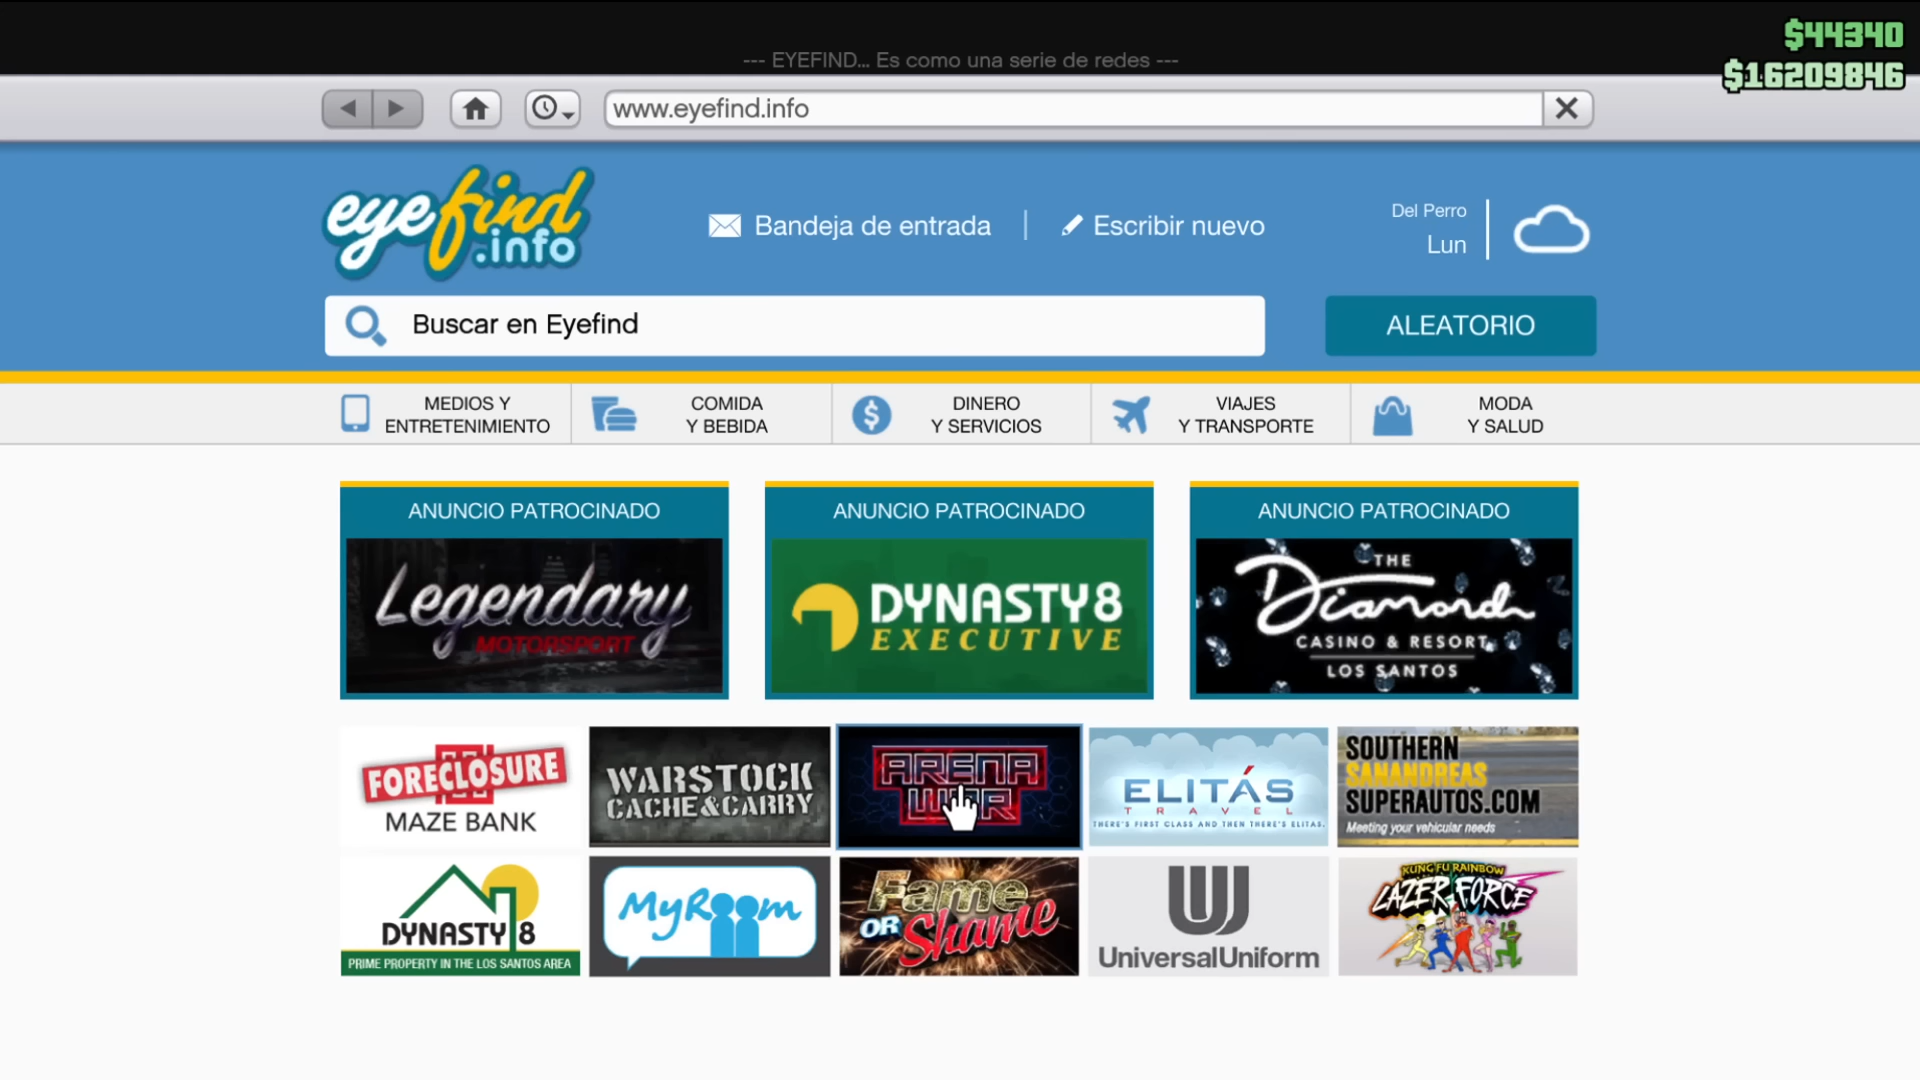 $44340
--- EYEFIND... Es como una serie de redes ---
$16209846
www.eyefind.info
eyefind
.info
Bandeja de entrada
Escribir nuevo
Del Perro
Lun
Buscar en Eyefind
ALEATORIO
MEDIOS Y
ENTRETENIMIENTO
COMIDA
Y BEBIDA
DINERO
Y SERVICIOS
VIAJES
Y TRANSPORTE
MODA
Y SALUD
ANUNCIO PATROCINADO
Legendary
MOTORSPORT
ANUNCIO PATROCINADO
DYNASTY 8
EXECUTIVE
ANUNCIO PATROCINADO
THE
Diamond
CASINO & RESORT
LOS SANTOS
FORECLOSURE
MAZE BANK
WARSTOCK
CACHE&CARRY
ARENA
WAR
ELITÁS
TRAVEL
THERE'S FIRST CLASS AND THEN THERE'S ELITAS.
SOUTHERN
SANANDREAS
SUPERAUTOS.COM
Meeting your vehicular needs
DYNASTY 8
PRIME PROPERTY IN THE LOS SANTOS AREA
MyRoom
Fame
OR Shame
U
UniversalUniform
KUNG FU RAINBOW
LAZER FORCE